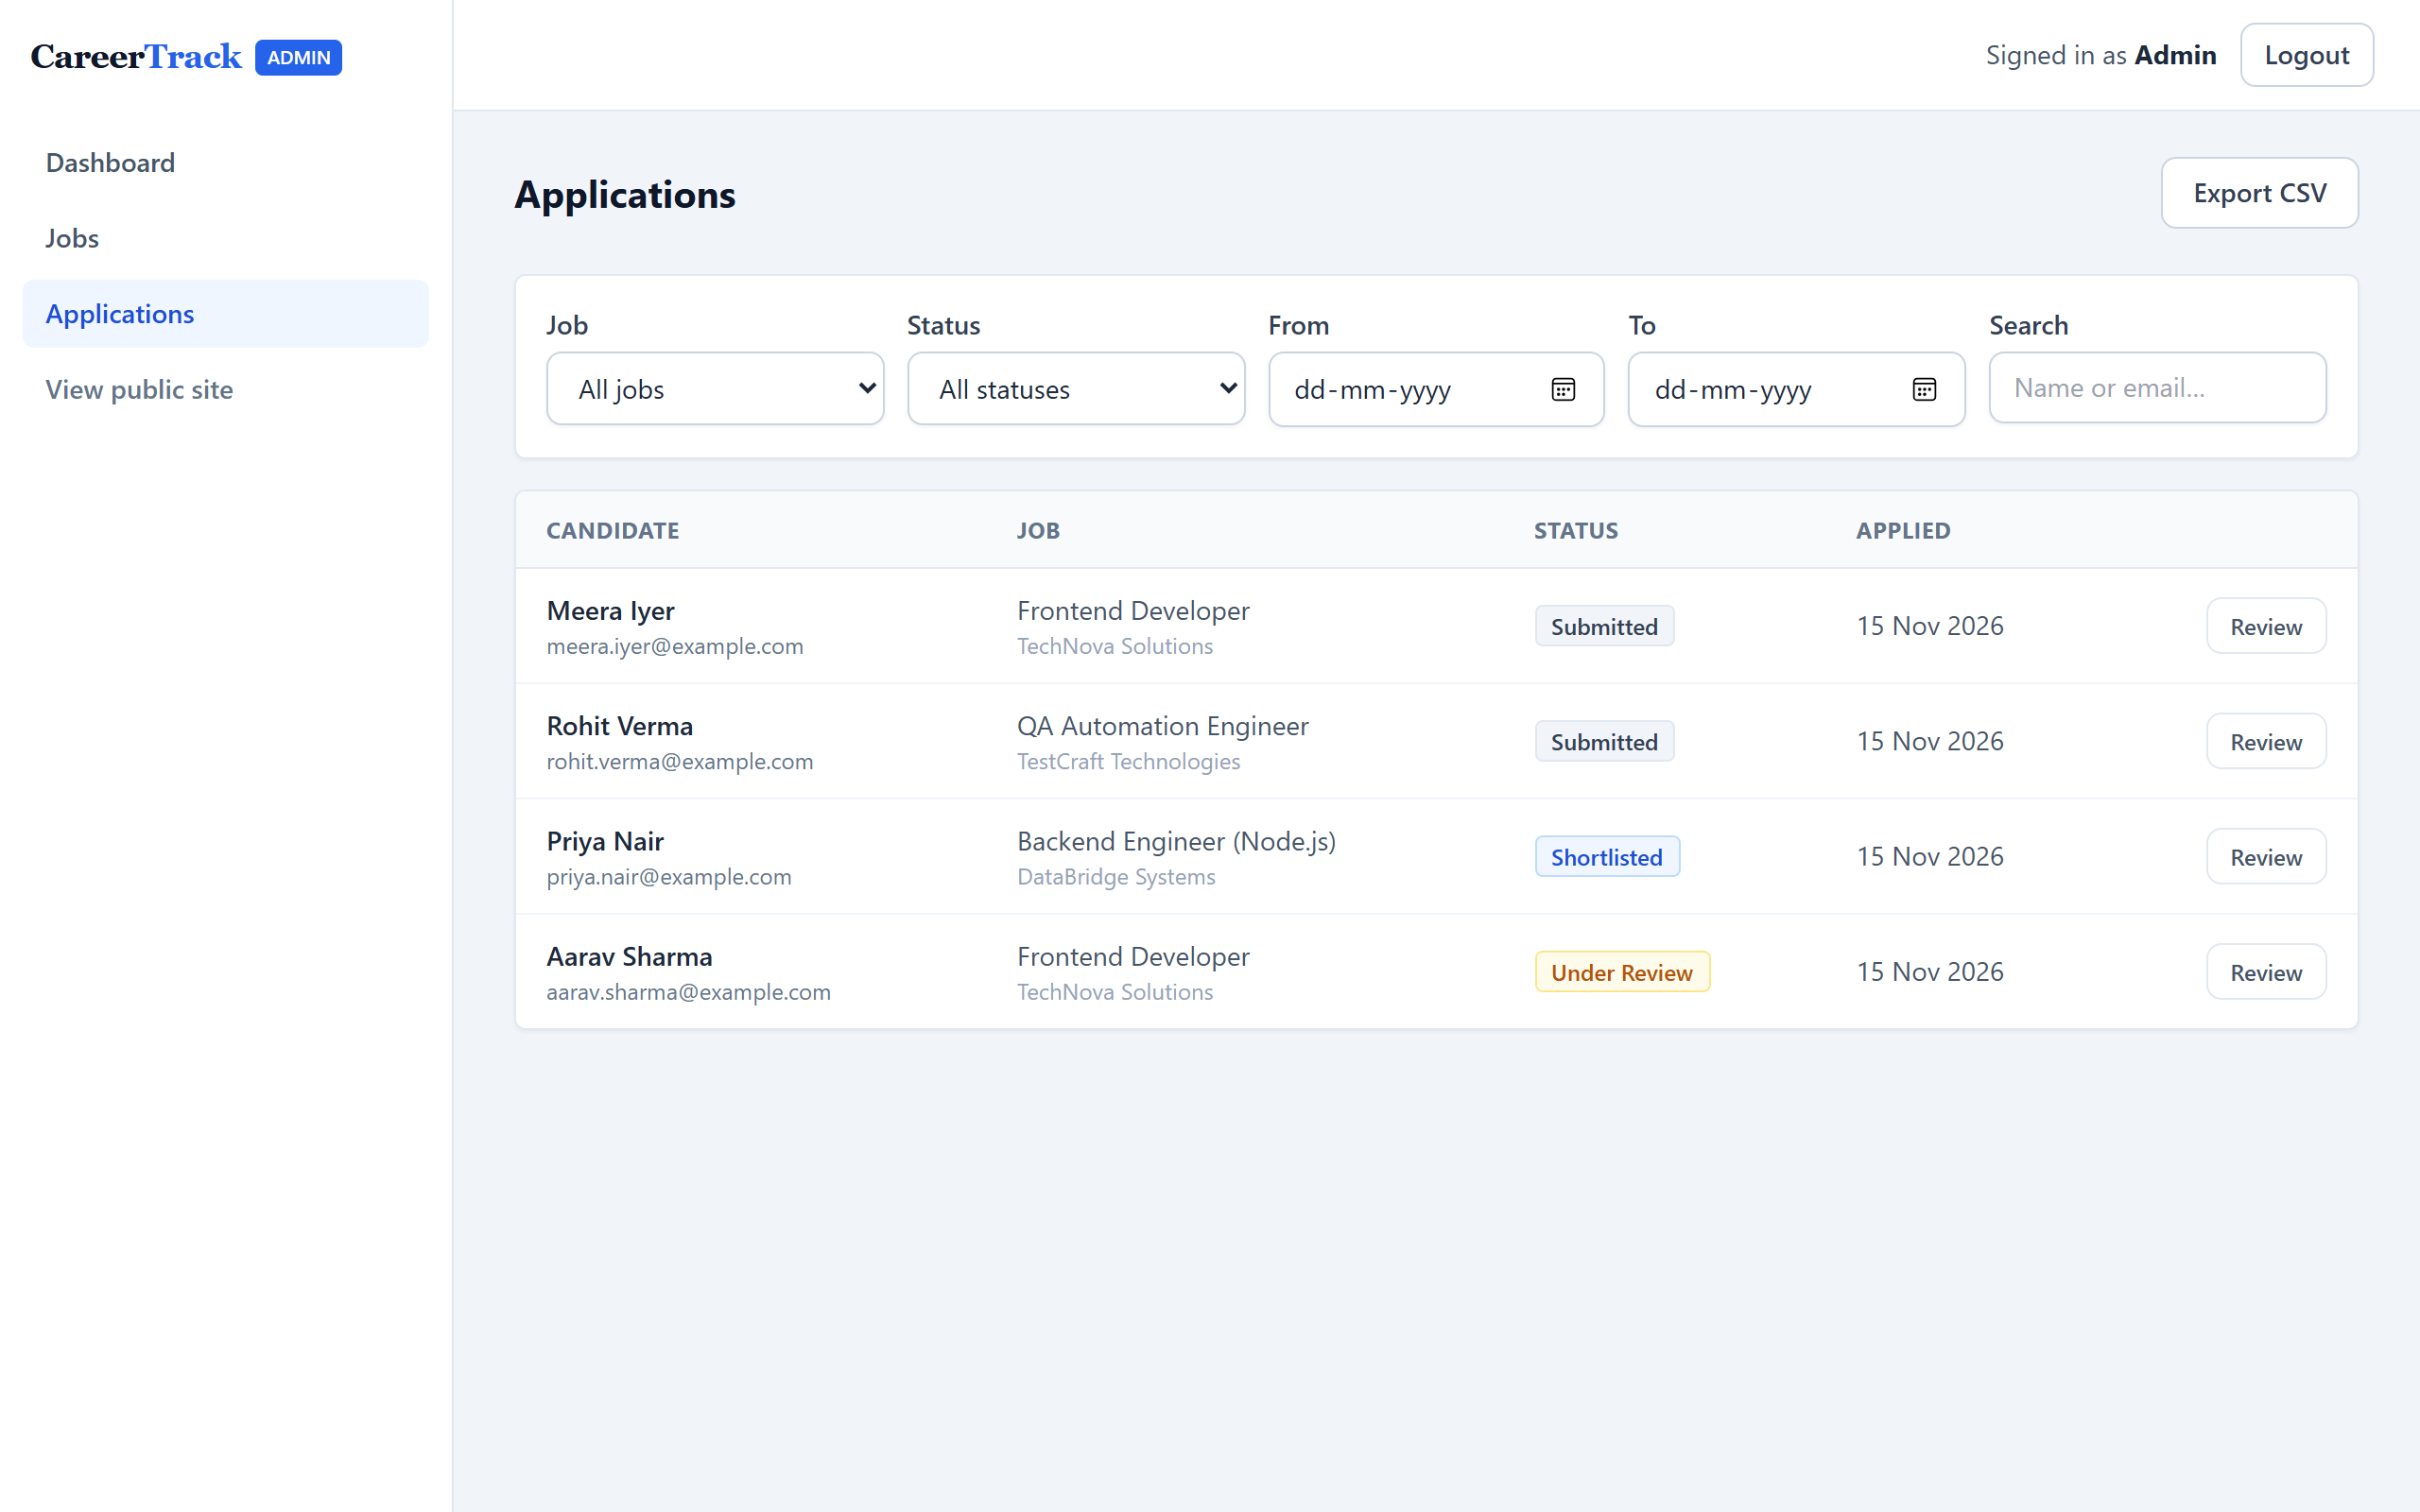 CareerTrack ADMIN
Signed in as Admin
Logout
Dashboard
Jobs
Applications
View public site
Applications
Export CSV
Job
Status
From
To
Search
All jobs
All statuses
dd-mm-yyyy
dd-mm-yyyy
Name or email...
CANDIDATE JOB STATUS APPLIED
Meera Iyer
meera.iyer@example.com
Frontend Developer
TechNova Solutions
Submitted
15 Nov 2026
Review
Rohit Verma
rohit.verma@example.com
QA Automation Engineer
TestCraft Technologies
Submitted
15 Nov 2026
Review
Priya Nair
priya.nair@example.com
Backend Engineer (Node.js)
DataBridge Systems
Shortlisted
15 Nov 2026
Review
Aarav Sharma
aarav.sharma@example.com
Frontend Developer
TechNova Solutions
Under Review
15 Nov 2026
Review